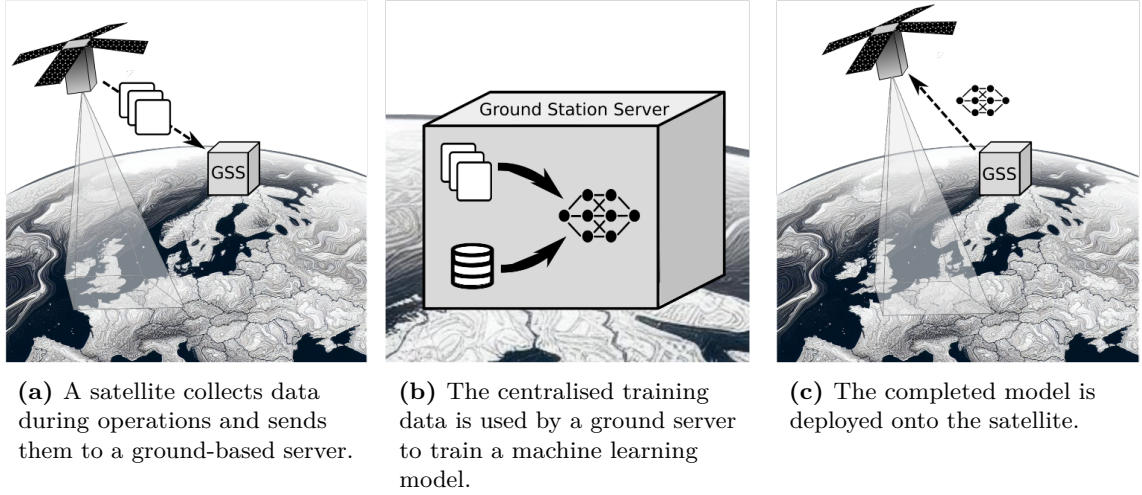 GSS
(a) A satellite collects data
during operations and sends
them to a ground-based server.
Ground Station Server
(b) The centralised training
data is used by a ground server
to train a machine learning
model.
GSS
(c) The completed model is
deployed onto the satellite.